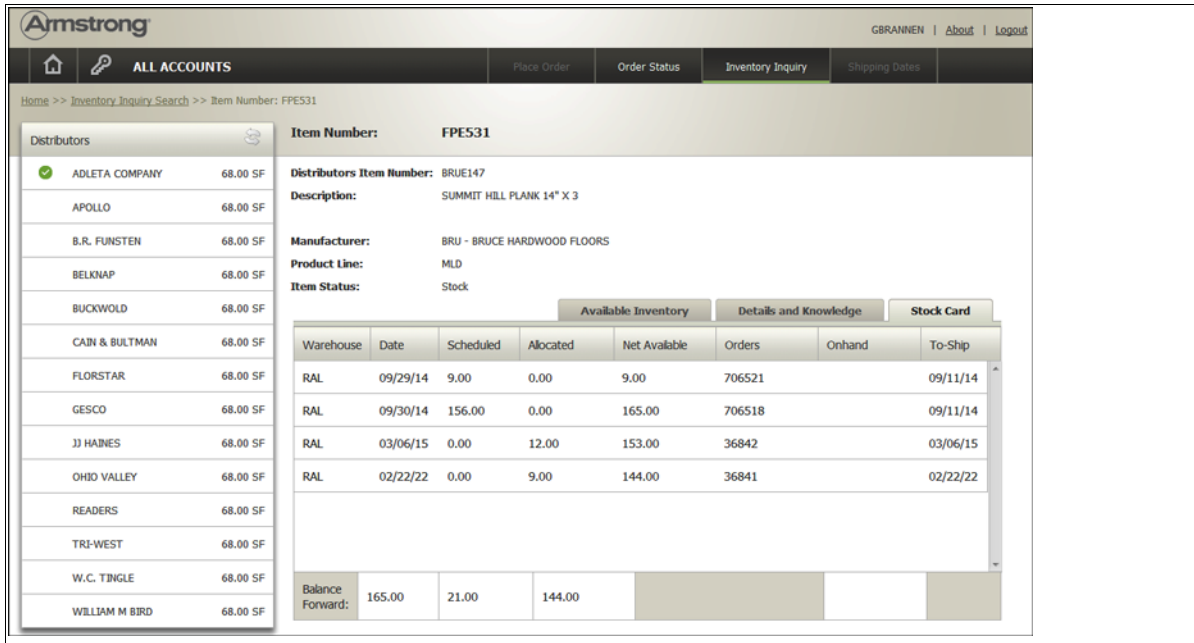 Armstrong
GBRANNEN | About | Logout
ALL ACCOUNTS
Place Order
Order Status
Inventory Inquiry
Shipping Dates
Home >> Inventory Inquiry Search >> Item Number: FPE531
Distributors
ADLETA COMPANY 68.00 SF
APOLLO 68.00 SF
B.R. FUNSTEN 68.00 SF
BELKNAP 68.00 SF
BUCKWOLD 68.00 SF
CAIN & BULTMAN 68.00 SF
FLORSTAR 68.00 SF
GESCO 68.00 SF
JJ HAINES 68.00 SF
OHIO VALLEY 68.00 SF
READERS 68.00 SF
TRI-WEST 68.00 SF
W.C. TINGLE 68.00 SF
WILLIAM M BIRD 68.00 SF
Item Number: FPE531
Distributors Item Number: BRUE147
Description: SUMMIT HILL PLANK 14" X 3
Manufacturer: BRU - BRUCE HARDWOOD FLOORS
Product Line: MLD
Item Status: Stock
Available Inventory Details and Knowledge Stock Card
Warehouse Date Scheduled Allocated Net Available Orders Onhand To-Ship
RAL 09/29/14 9.00 0.00 9.00 706521 09/11/14
RAL 09/30/14 156.00 0.00 165.00 706518 09/11/14
RAL 03/06/15 0.00 12.00 153.00 36842 03/06/15
RAL 02/22/22 0.00 9.00 144.00 36841 02/22/22
Balance Forward: 165.00 21.00 144.00